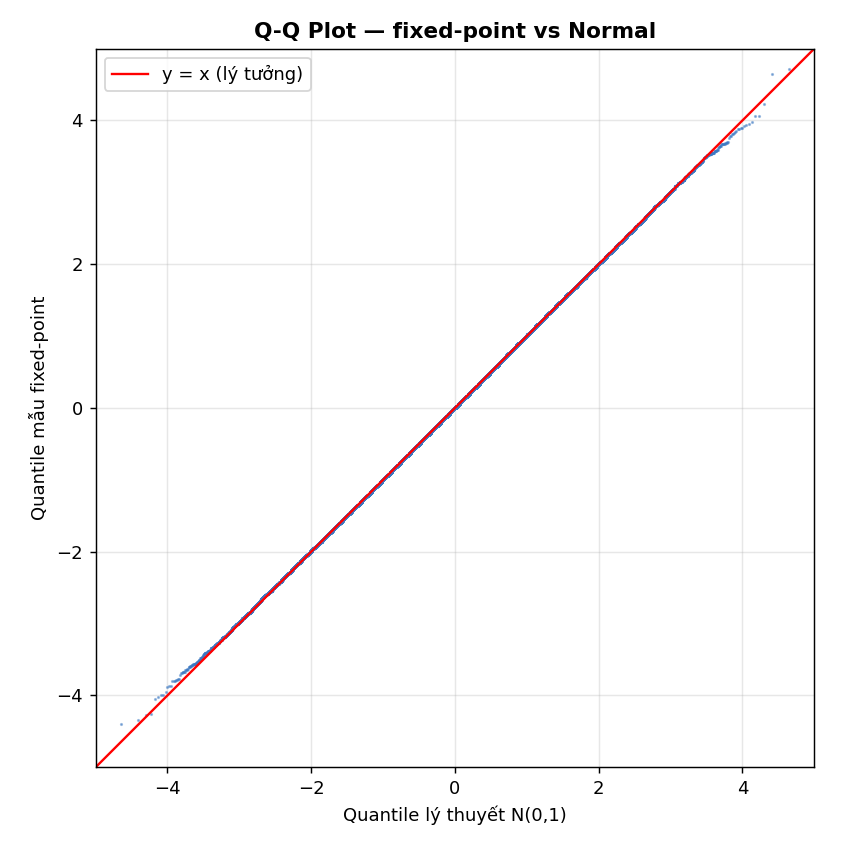 Q-Q Plot — fixed-point vs Normal
y = x (lý tưởng)
Quantile mẫu fixed-point
4
2
0
−2
−4
−4 −2 0 2 4
Quantile lý thuyết N(0,1)